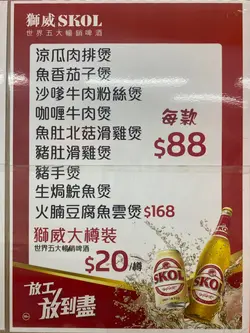 獅威 SKOL
世界五大暢銷啤酒
涼瓜肉排煲
魚香茄子煲
沙嗲牛肉粉絲煲
咖喱牛肉煲
魚肚北菇滑雞煲
豬肚滑雞煲
豬手煲
生焗鯇魚煲
火腩豆腐魚雲煲 $168
每款
$88
獅威大樽裝
世界五大暢銷啤酒
$20/樽
"放工
放到盡"
SKOL
SKOL